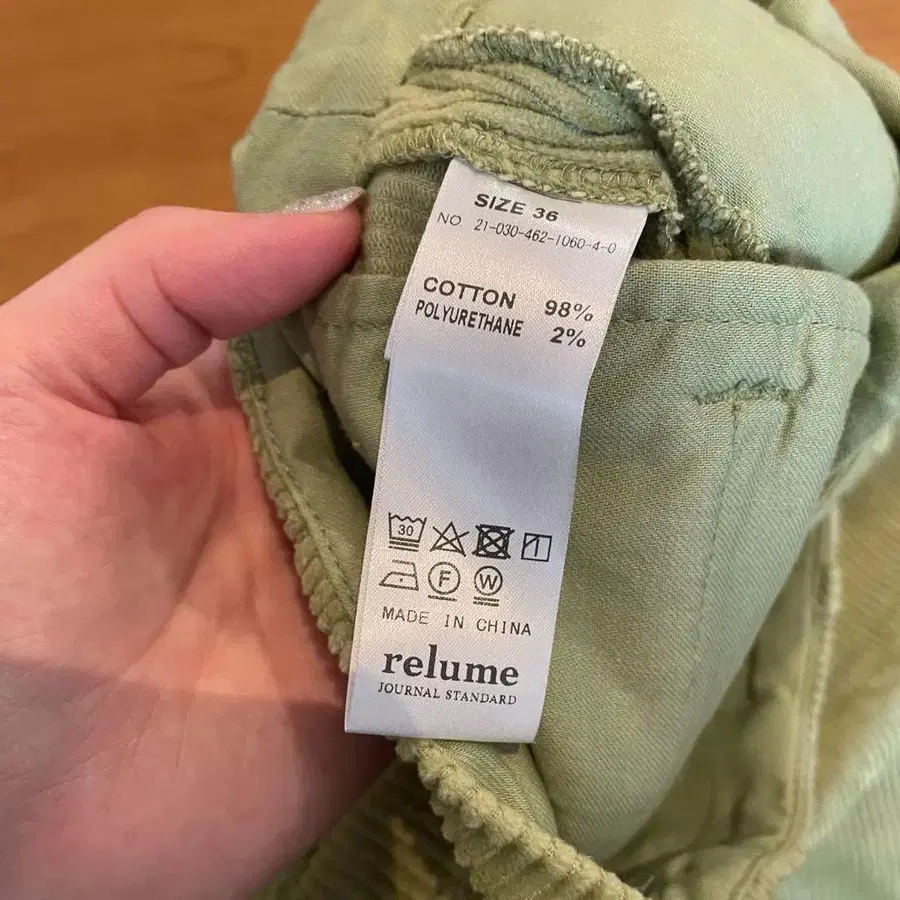 SIZE 36
NO 21-030-462-1060-4-0
COTTON 98%
POLYURETHANE 2%
30
F W
MADE IN CHINA
relume
JOURNAL STANDARD